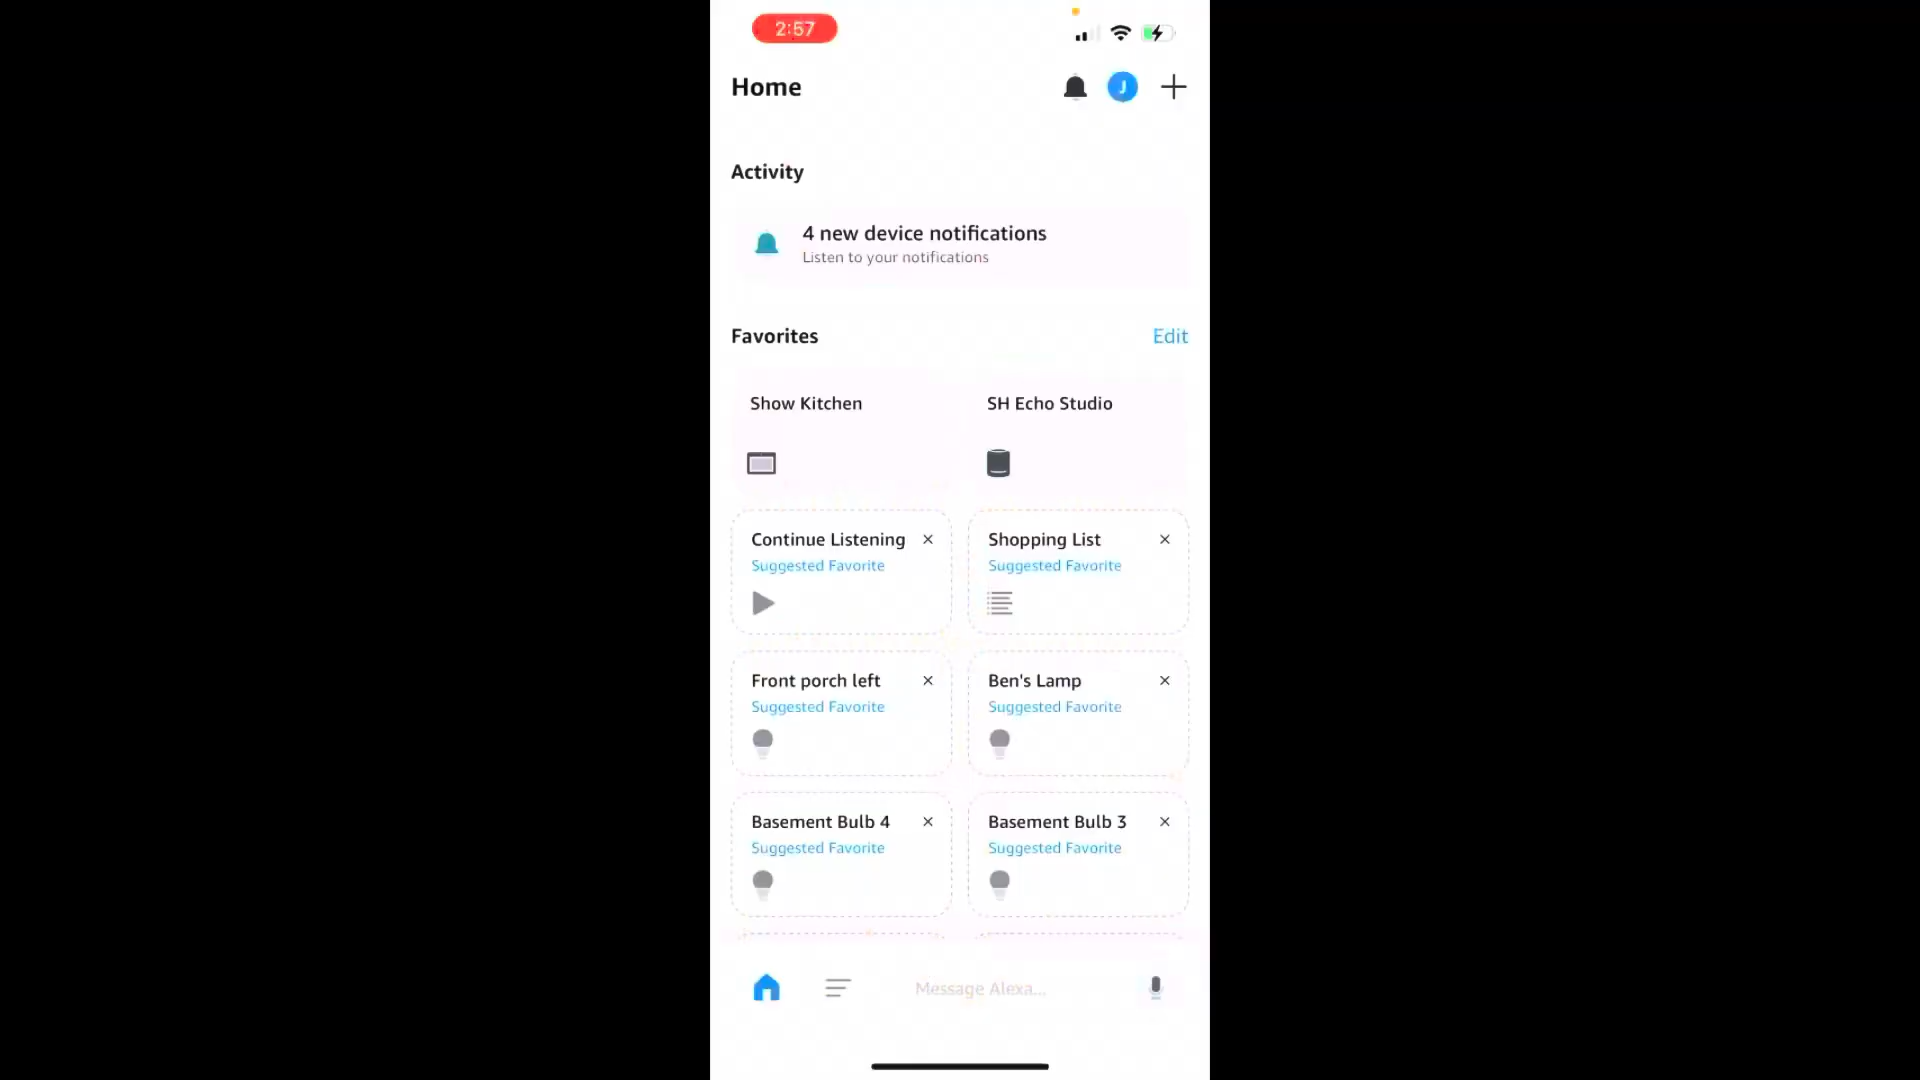 2:57
Home
J
Activity
4 new device notifications
Listen to your notifications
Favorites
Edit
Show Kitchen
SH Echo Studio
Continue Listening
Suggested Favorite
Shopping List
Suggested Favorite
Front porch left
Suggested Favorite
Ben's Lamp
Suggested Favorite
Basement Bulb 4
Suggested Favorite
Basement Bulb 3
Suggested Favorite
Message Alexa...